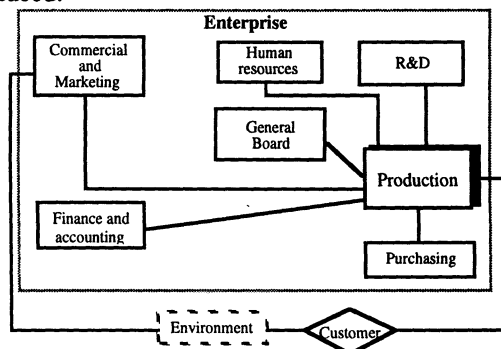 Enterprise
Commercial
and
Marketing
Human
resources
R&D
General
Board
Production
Finance and
accounting
Purchasing
Environment
Customer